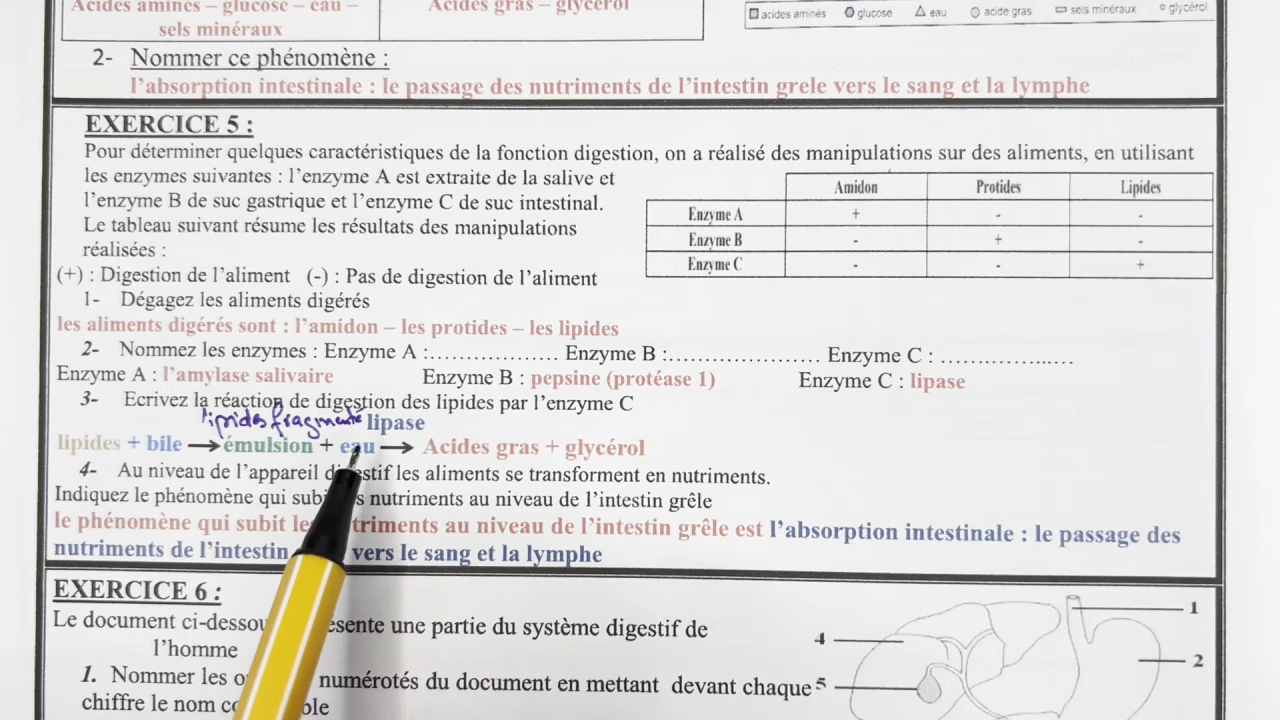 Acides aminés – glucose – eau –
sels minéraux
Acides gras – glycérol
acides aminés glucose eau acide gras sels minéraux glycérol
2- Nommer ce phénomène :
l'absorption intestinale : le passage des nutriments de l'intestin grele vers le sang et la lymphe
EXERCICE 5 :
Pour déterminer quelques caractéristiques de la fonction digestion, on a réalisé des manipulations sur des aliments, en utilisant
les enzymes suivantes : l'enzyme A est extraite de la salive et
l'enzyme B de suc gastrique et l'enzyme C de suc intestinal.
Le tableau suivant résume les résultats des manipulations
réalisées :
Amidon Protides Lipides
Enzyme A + - -
Enzyme B - + -
Enzyme C - - +
(+) : Digestion de l'aliment (-) : Pas de digestion de l'aliment
1- Dégagez les aliments digérés
les aliments digérés sont : l'amidon – les protides – les lipides
2- Nommez les enzymes : Enzyme A :................. Enzyme B :..................... Enzyme C : .....................
Enzyme A : l'amylase salivaire Enzyme B : pepsine (protéase 1) Enzyme C : lipase
3- Ecrivez la réaction de digestion des lipides par l'enzyme C
lipides fragmenté lipase
lipides + bile → émulsion + eau → Acides gras + glycérol
4- Au niveau de l'appareil digestif les aliments se transforment en nutriments.
Indiquez le phénomène qui subi nutriments au niveau de l'intestin grêle
le phénomène qui subit les nutriments au niveau de l'intestin grêle est l'absorption intestinale : le passage des
nutriments de l'intestin vers le sang et la lymphe
EXERCICE 6 :
Le document ci-dessou une partie du système digestif de
l'homme
1. Nommer les numérotés du document en mettant devant chaque
chiffre le nom
1
2
4
5